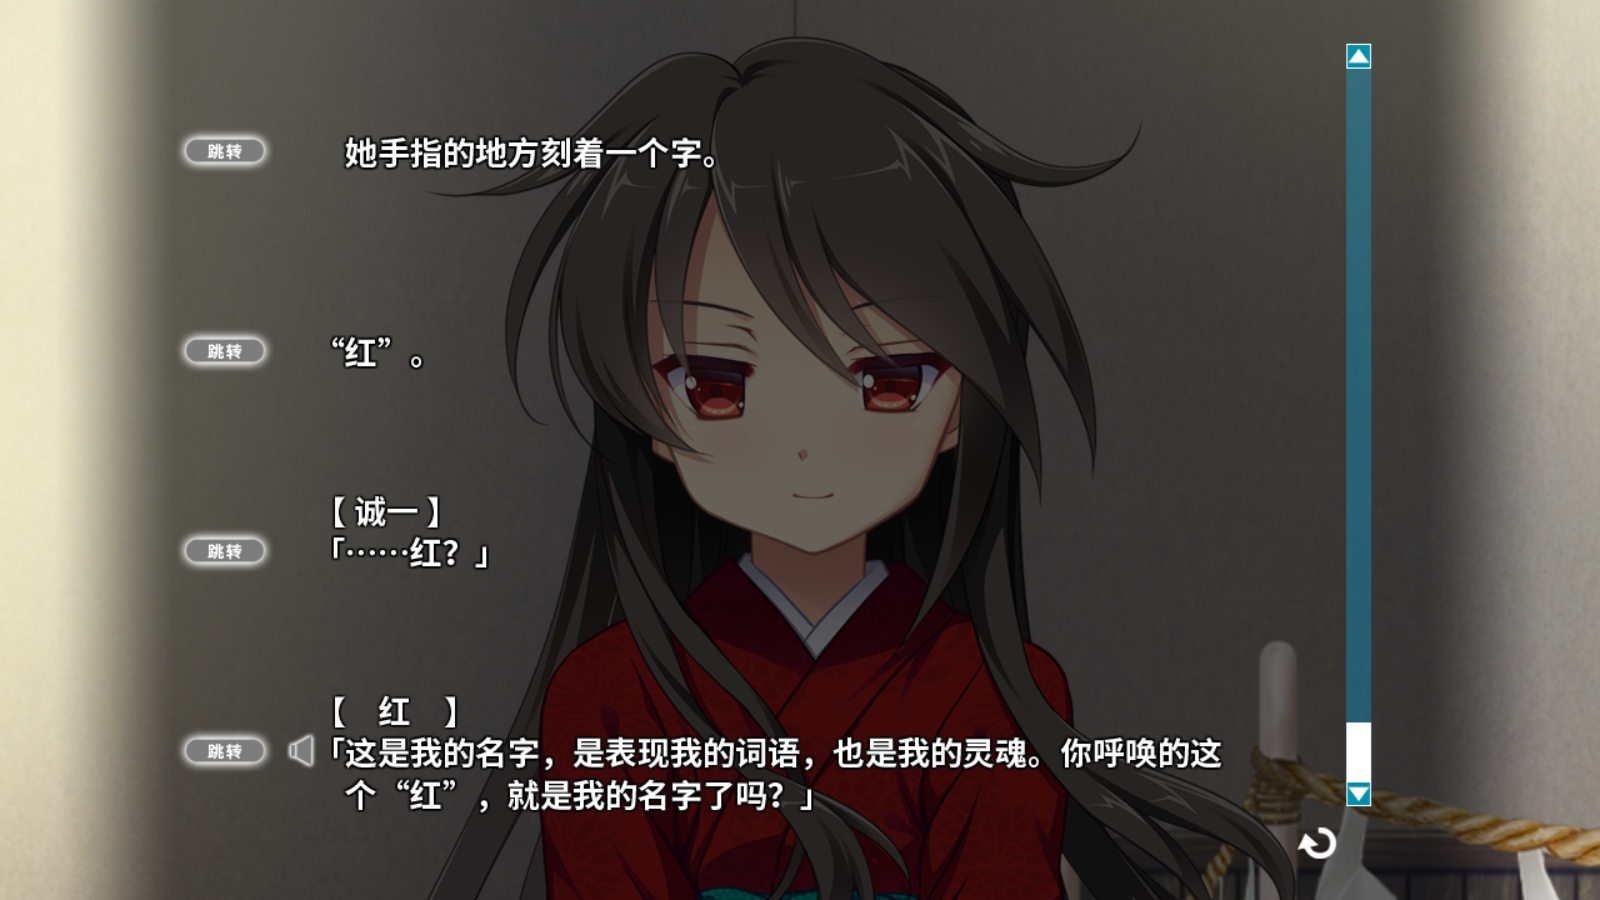 跳转
她手指的地方刻着一个字。
跳转
“红”。
【 诚一 】
跳转
「……红？」
【　红　】
跳转
「这是我的名字，是表现我的词语，也是我的灵魂。你呼唤的这
个“红”，就是我的名字了吗？」